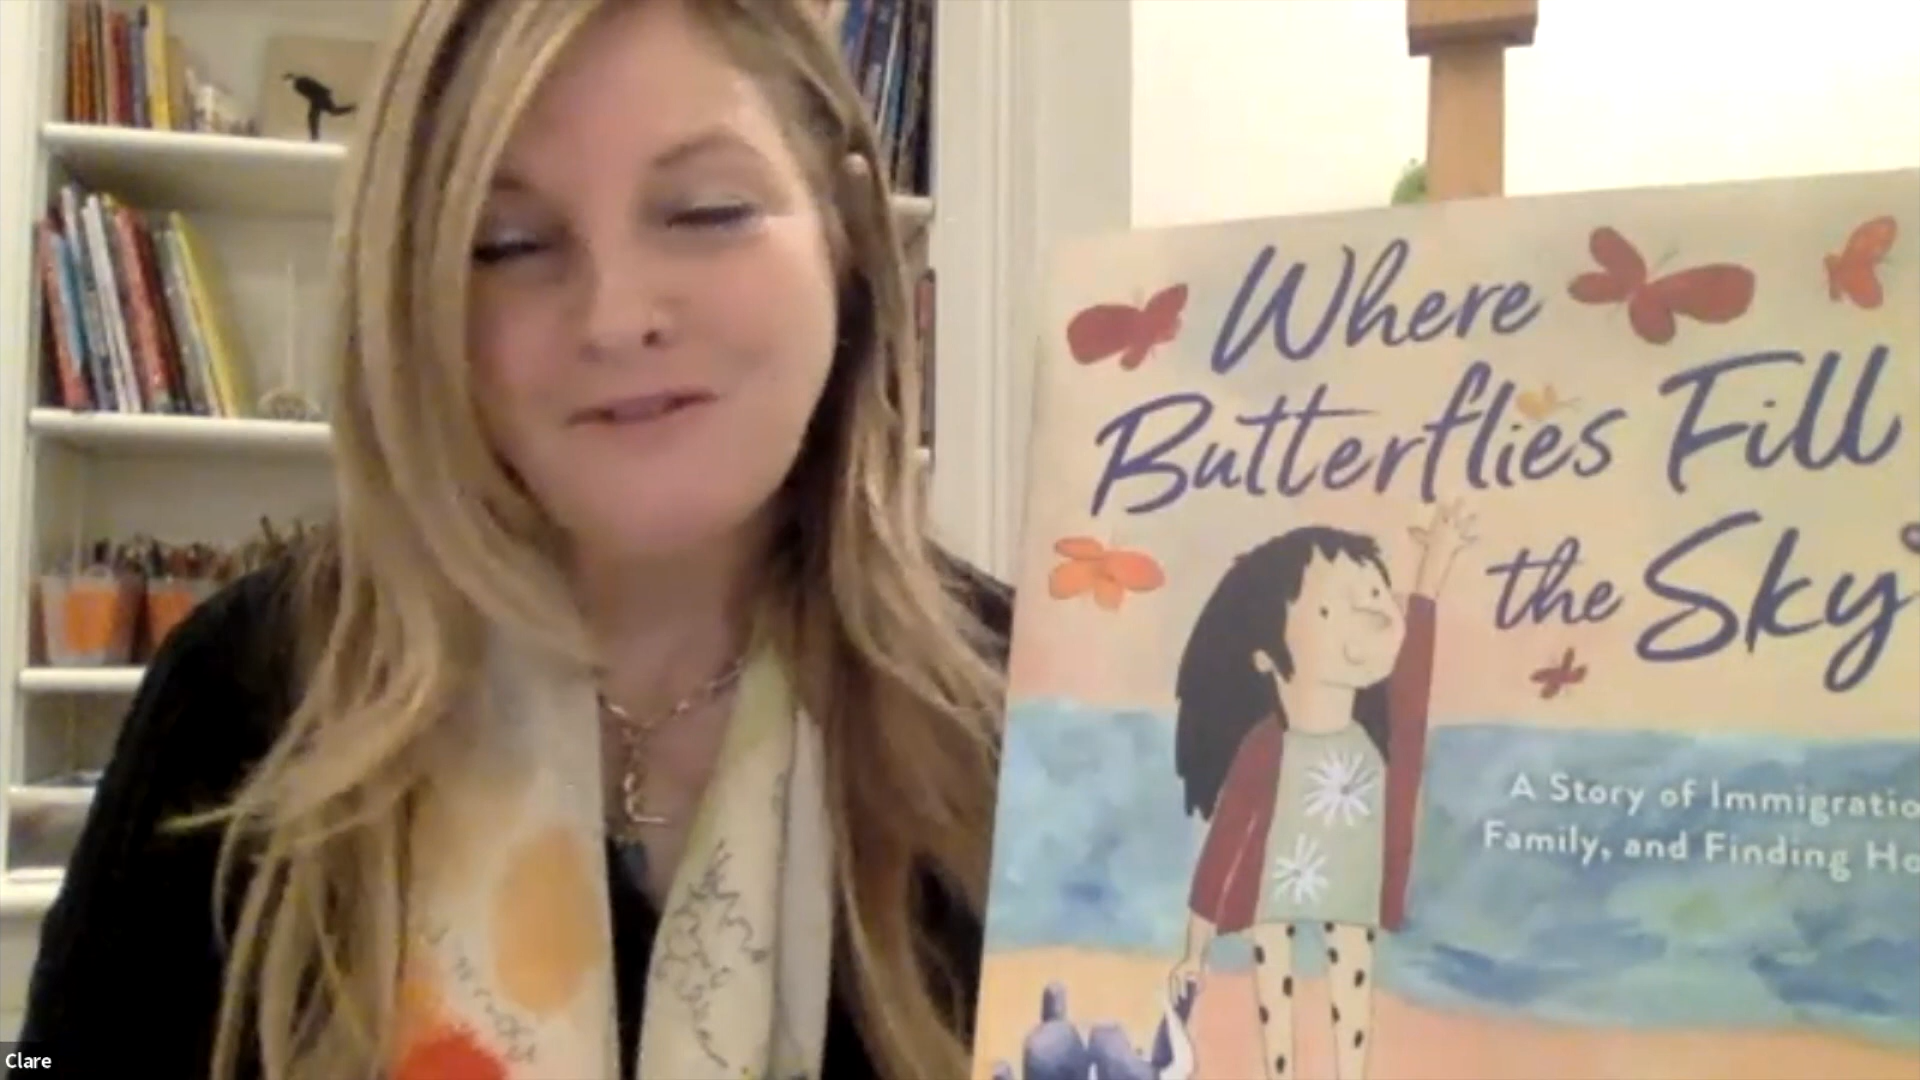 Where
Butterflies Fill
the Sky
A Story of Immigratio
Family, and Finding Ho
Clare